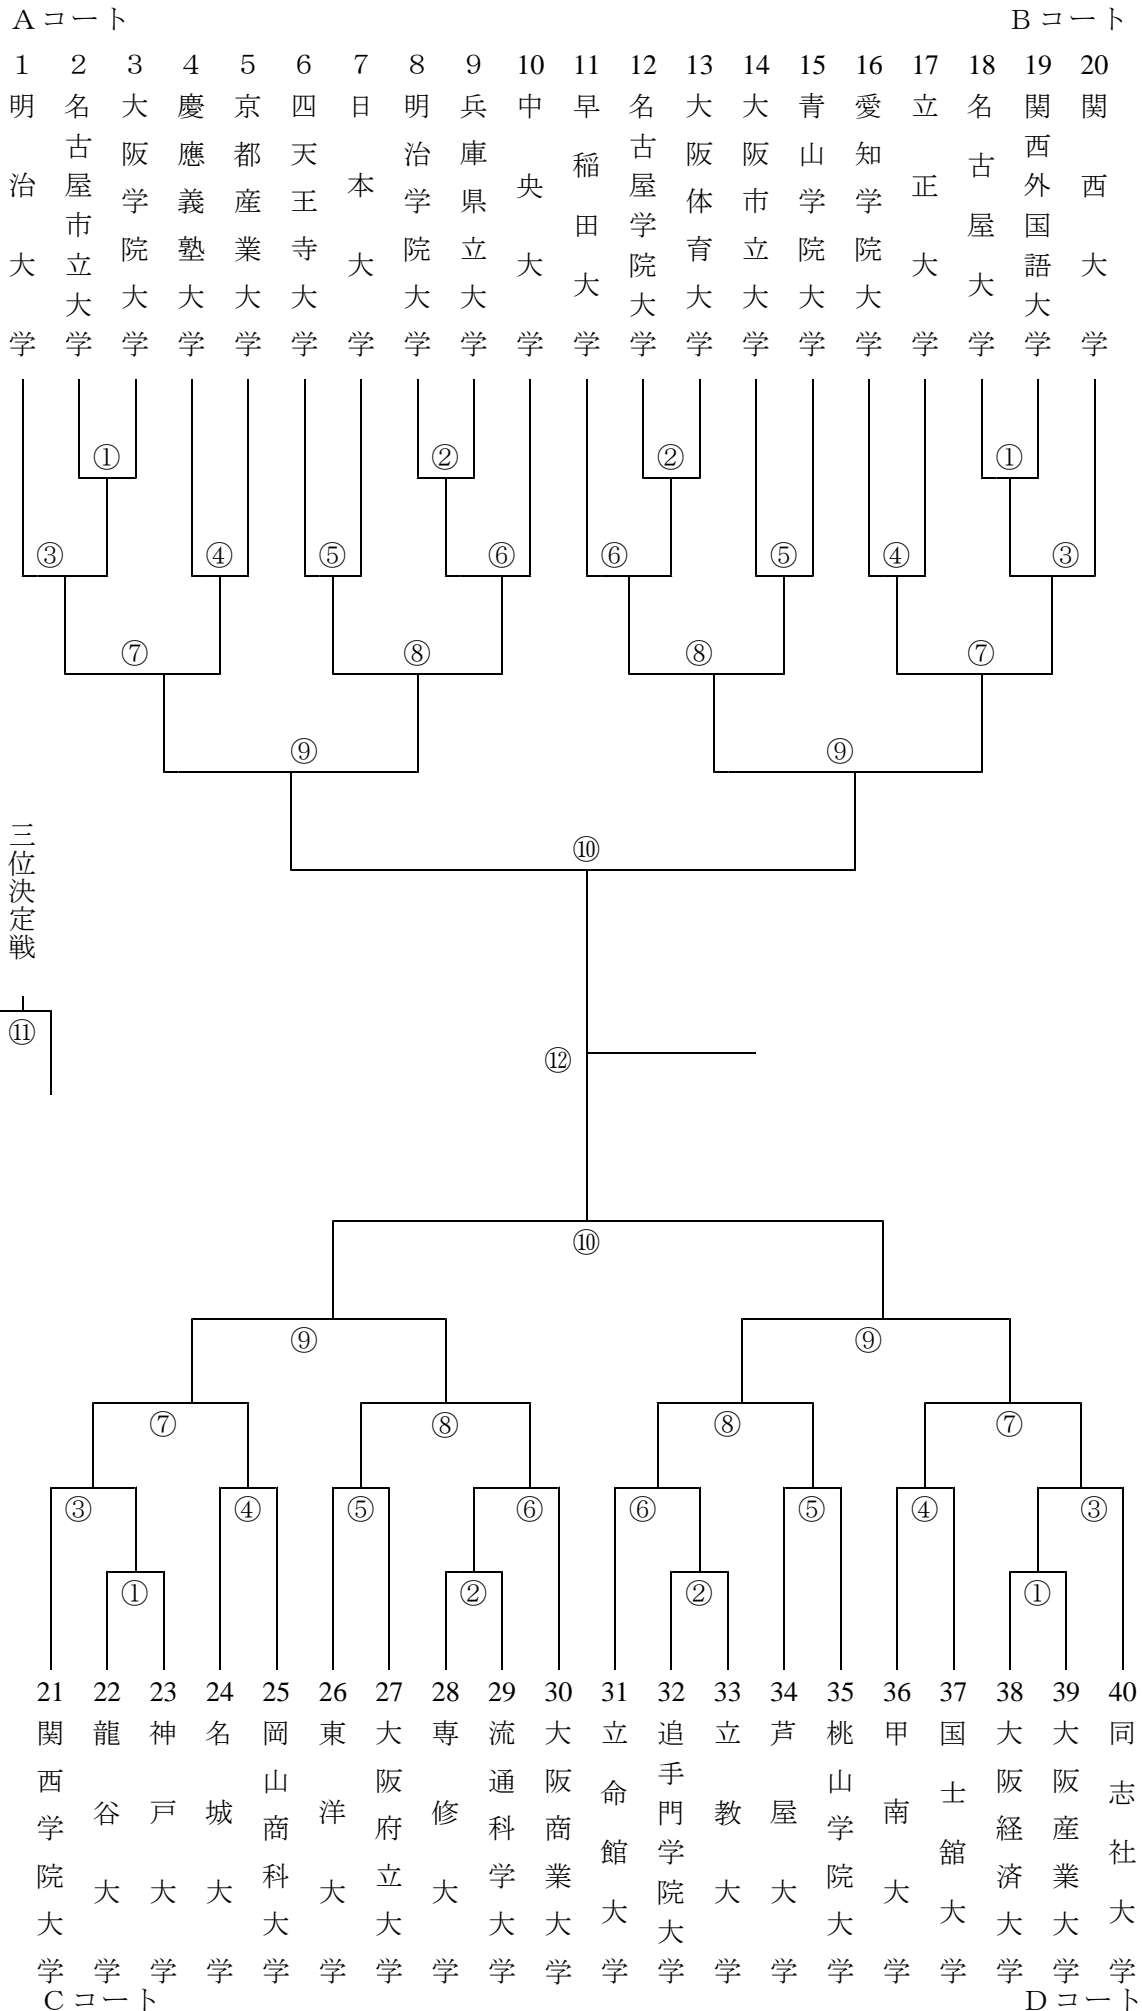 Ａコート
Ｂコート
1 明治大学
2 名古屋市立大学
3 大阪学院大学
4 慶應義塾大学
5 京都産業大学
6 四天王寺大学
7 日本大学
8 明治学院大学
9 兵庫県立大学
10 中央大学
11 早稲田大学
12 名古屋学院大学
13 大阪体育大学
14 大阪市立大学
15 青山学院大学
16 愛知学院大学
17 立正大学
18 名古屋大学
19 関西外国語大学
20 関西大学
① ② ② ①
③ ④ ⑤ ⑥ ⑥ ⑤ ④ ③
⑦ ⑧ ⑧ ⑦
⑨ ⑨
⑩
三位決定戦
⑪
⑫
⑩
⑨ ⑨
⑦ ⑧ ⑧ ⑦
③ ④ ⑤ ⑥ ⑥ ⑤ ④ ③
① ② ② ①
21 関西学院大学
22 龍谷大学
23 神戸大学
24 名城大学
25 岡山商科大学
26 東洋大学
27 大阪府立大学
28 専修大学
29 流通科学大学
30 大阪商業大学
31 立命館大学
32 追手門学院大学
33 立教大学
34 芦屋大学
35 桃山学院大学
36 甲南大学
37 国士舘大学
38 大阪経済大学
39 大阪産業大学
40 同志社大学
Ｃコート
Ｄコート